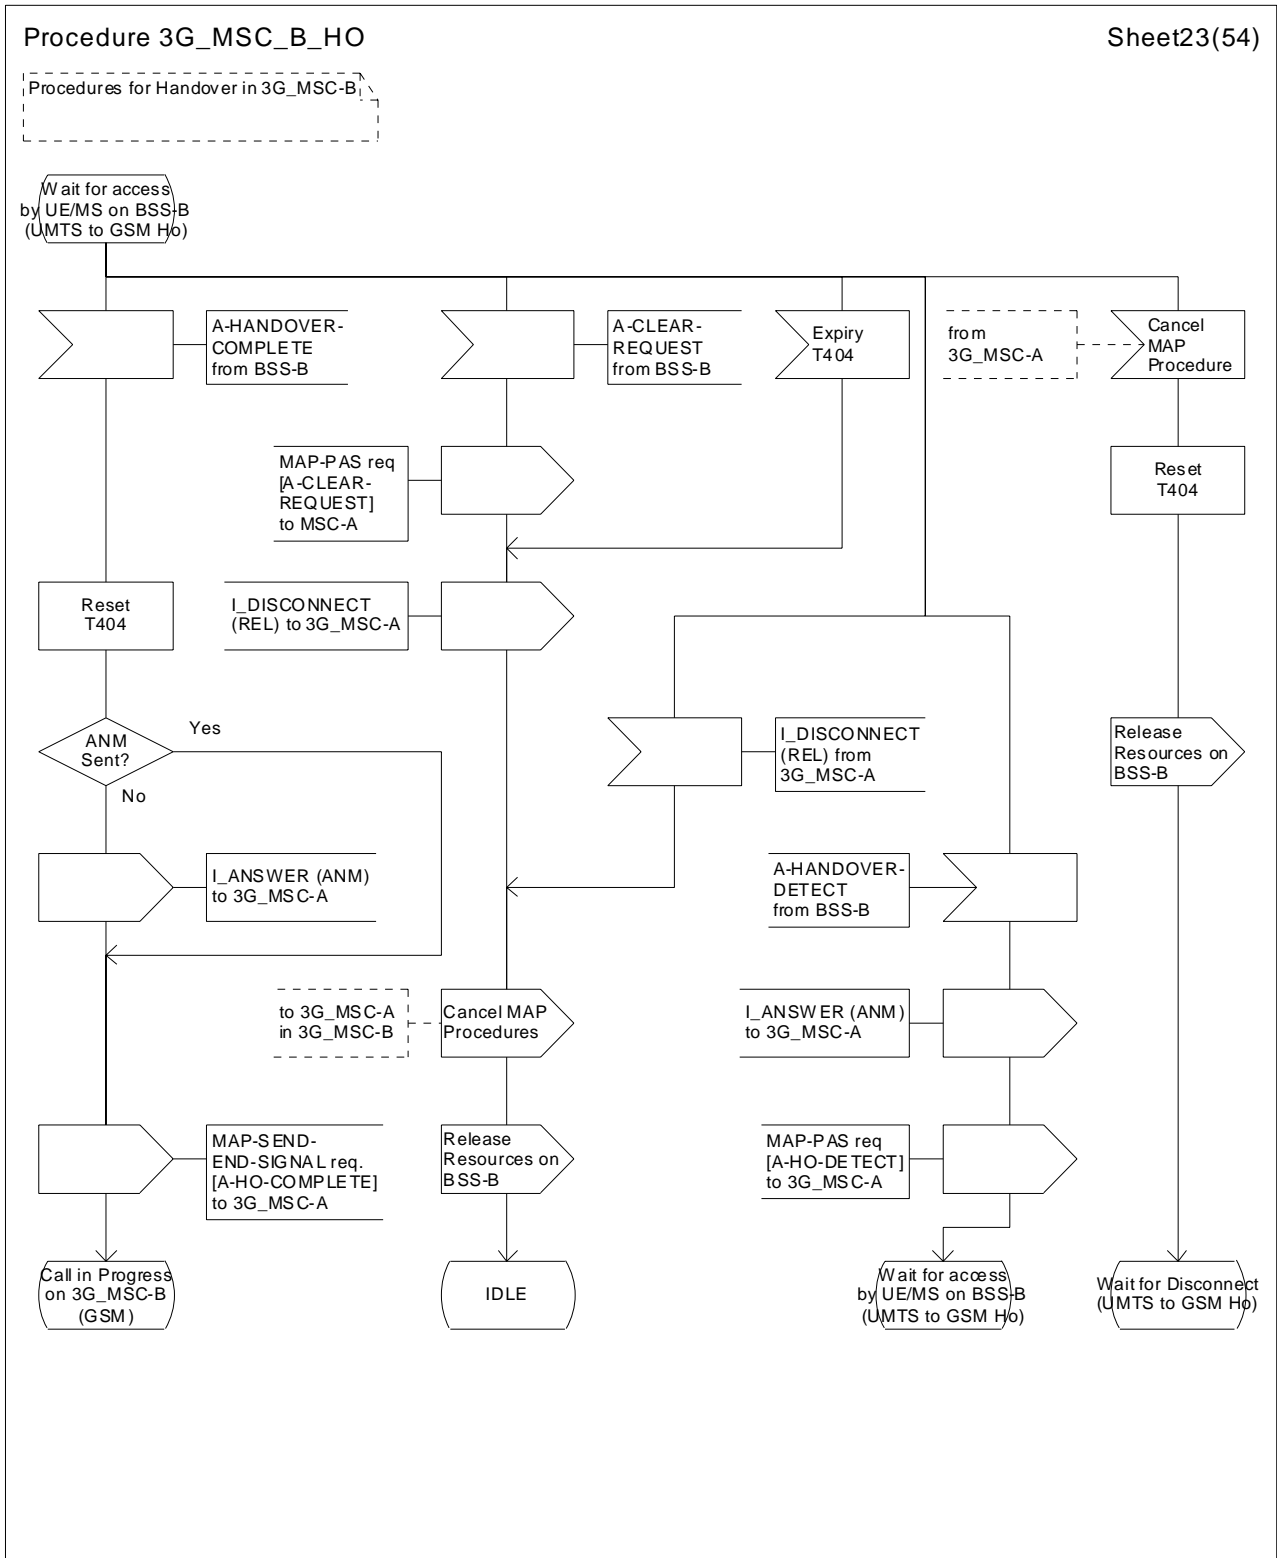 Procedure 3G_MSC_B_HO
Sheet23(54)
Procedures for Handover in 3G_MSC-B
Wait for access
by UE/MS on BSS-B
(UMTS to GSM Ho)
A-HANDOVER-
COMPLETE
from BSS-B
A-CLEAR-
REQUEST
from BSS-B
Expiry
T404
from
3G_MSC-A
Cancel
MAP
Procedure
MAP-PAS req
[A-CLEAR-
REQUEST]
to MSC-A
Reset
T404
Reset
T404
I_DISCONNECT
(REL) to 3G_MSC-A
ANM
Sent?
Yes
No
I_DISCONNECT
(REL) from
3G_MSC-A
Release
Resources on
BSS-B
I_ANSWER (ANM)
to 3G_MSC-A
A-HANDOVER-
DETECT
from BSS-B
to 3G_MSC-A
in 3G_MSC-B
Cancel MAP
Procedures
I_ANSWER (ANM)
to 3G_MSC-A
MAP-SEND-
END-SIGNAL req.
[A-HO-COMPLETE]
to 3G_MSC-A
Release
Resources on
BSS-B
MAP-PAS req
[A-HO-DETECT]
to 3G_MSC-A
Call in Progress
on 3G_MSC-B
(GSM)
IDLE
Wait for access
by UE/MS on BSS-B
(UMTS to GSM Ho)
Wait for Disconnect
(UMTS to GSM Ho)